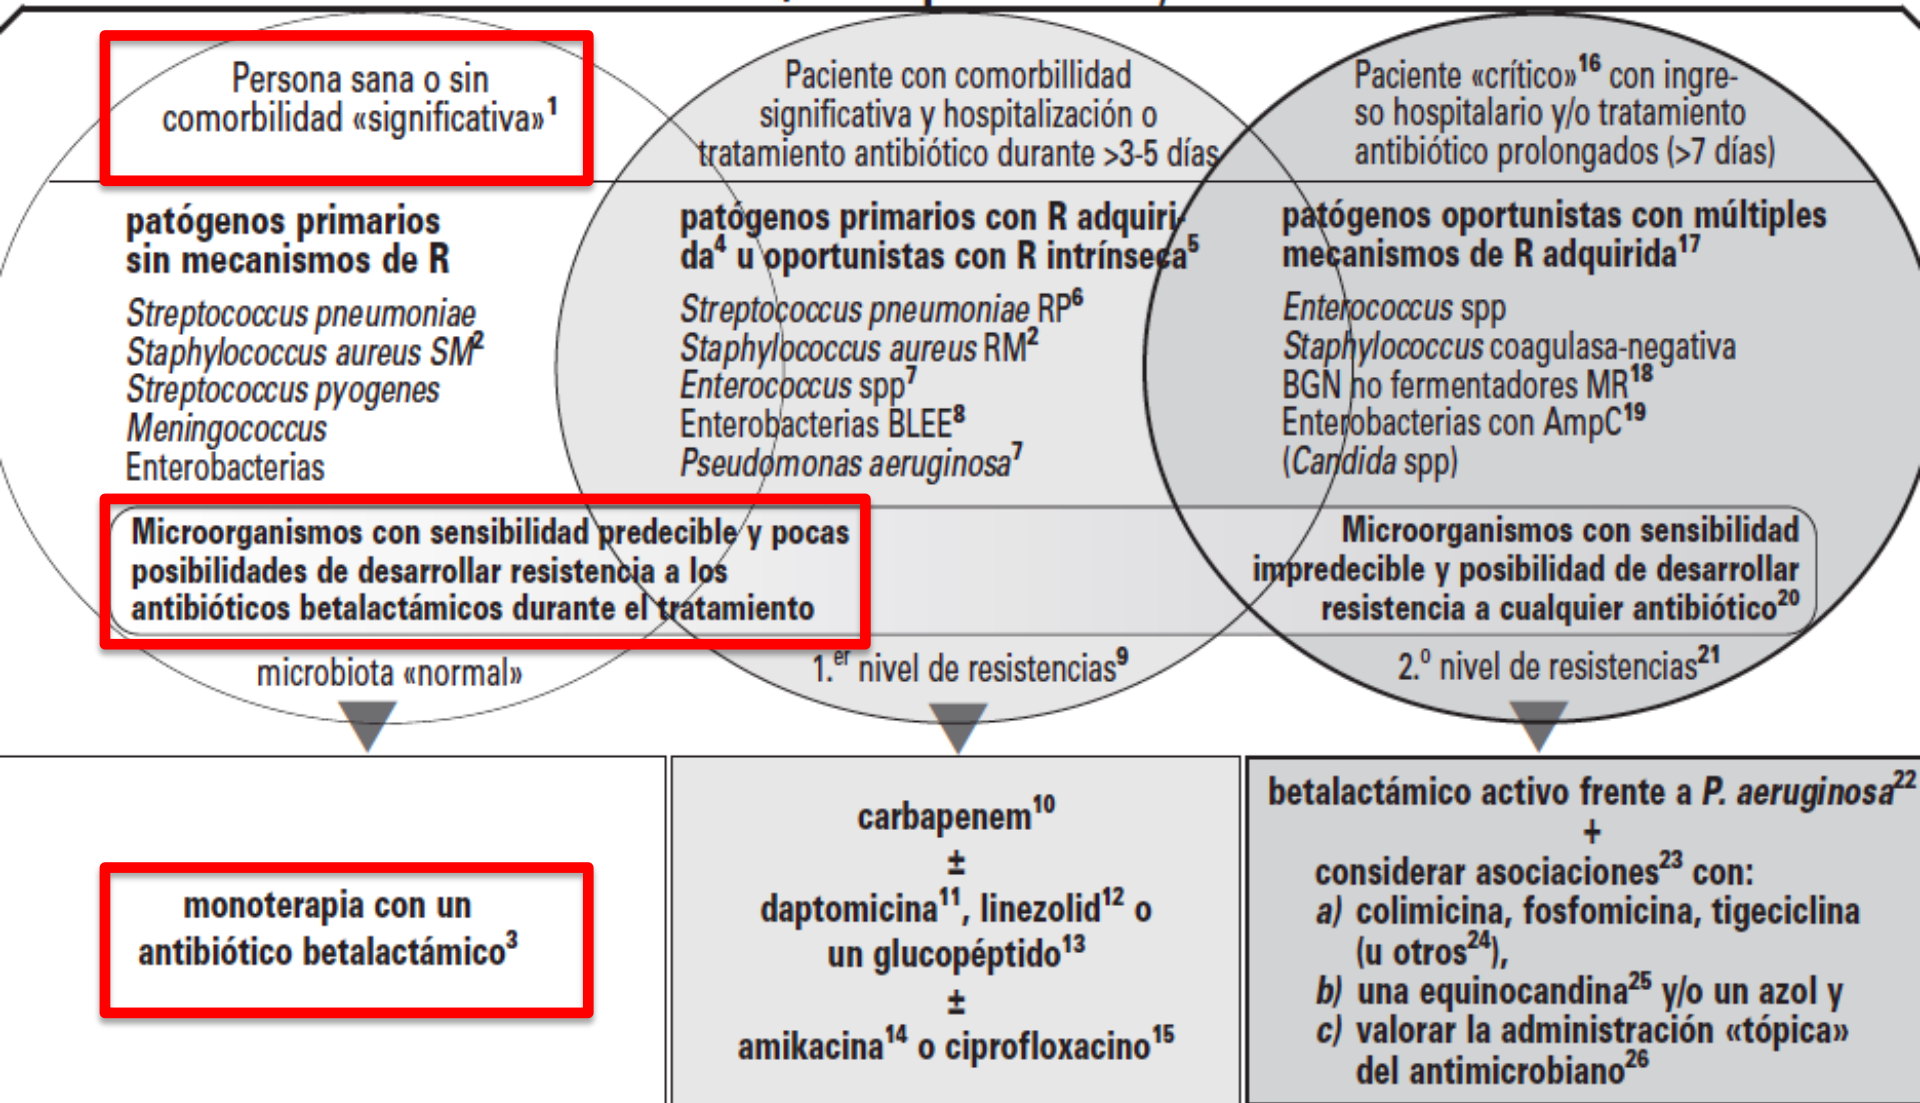 Persona sana o sin
comorbilidad «significativa»1
Paciente con comorbillidad
significativa y hospitalización o
tratamiento antibiótico durante >3-5 días
Paciente «crítico»16 con ingre-
so hospitalario y/o tratamiento
antibiótico prolongados (>7 días)
patógenos primarios
sin mecanismos de R
Streptococcus pneumoniae
Staphylococcus aureus SM2
Streptococcus pyogenes
Meningococcus
Enterobacterias
patógenos primarios con R adquiri-
da4 u oportunistas con R intrínseca5
Streptococcus pneumoniae RP6
Staphylococcus aureus RM2
Enterococcus spp7
Enterobacterias BLEE8
Pseudomonas aeruginosa7
patógenos oportunistas con múltiples
mecanismos de R adquirida17
Enterococcus spp
Staphylococcus coagulasa-negativa
BGN no fermentadores MR18
Enterobacterias con AmpC19
(Candida spp)
Microorganismos con sensibilidad predecible y pocas
posibilidades de desarrollar resistencia a los
antibióticos betalactámicos durante el tratamiento
Microorganismos con sensibilidad
impredecible y posibilidad de desarrollar
resistencia a cualquier antibiótico20
microbiota «normal»
1.er nivel de resistencias9
2.º nivel de resistencias21
monoterapia con un
antibiótico betalactámico3
carbapenem10
±
daptomicina11, linezolid12 o
un glucopéptido13
±
amikacina14 o ciprofloxacino15
betalactámico activo frente a P. aeruginosa22
+
considerar asociaciones23 con:
a) colimicina, fosfomicina, tigeciclina
(u otros24),
b) una equinocandina25 y/o un azol y
c) valorar la administración «tópica»
del antimicrobiano26